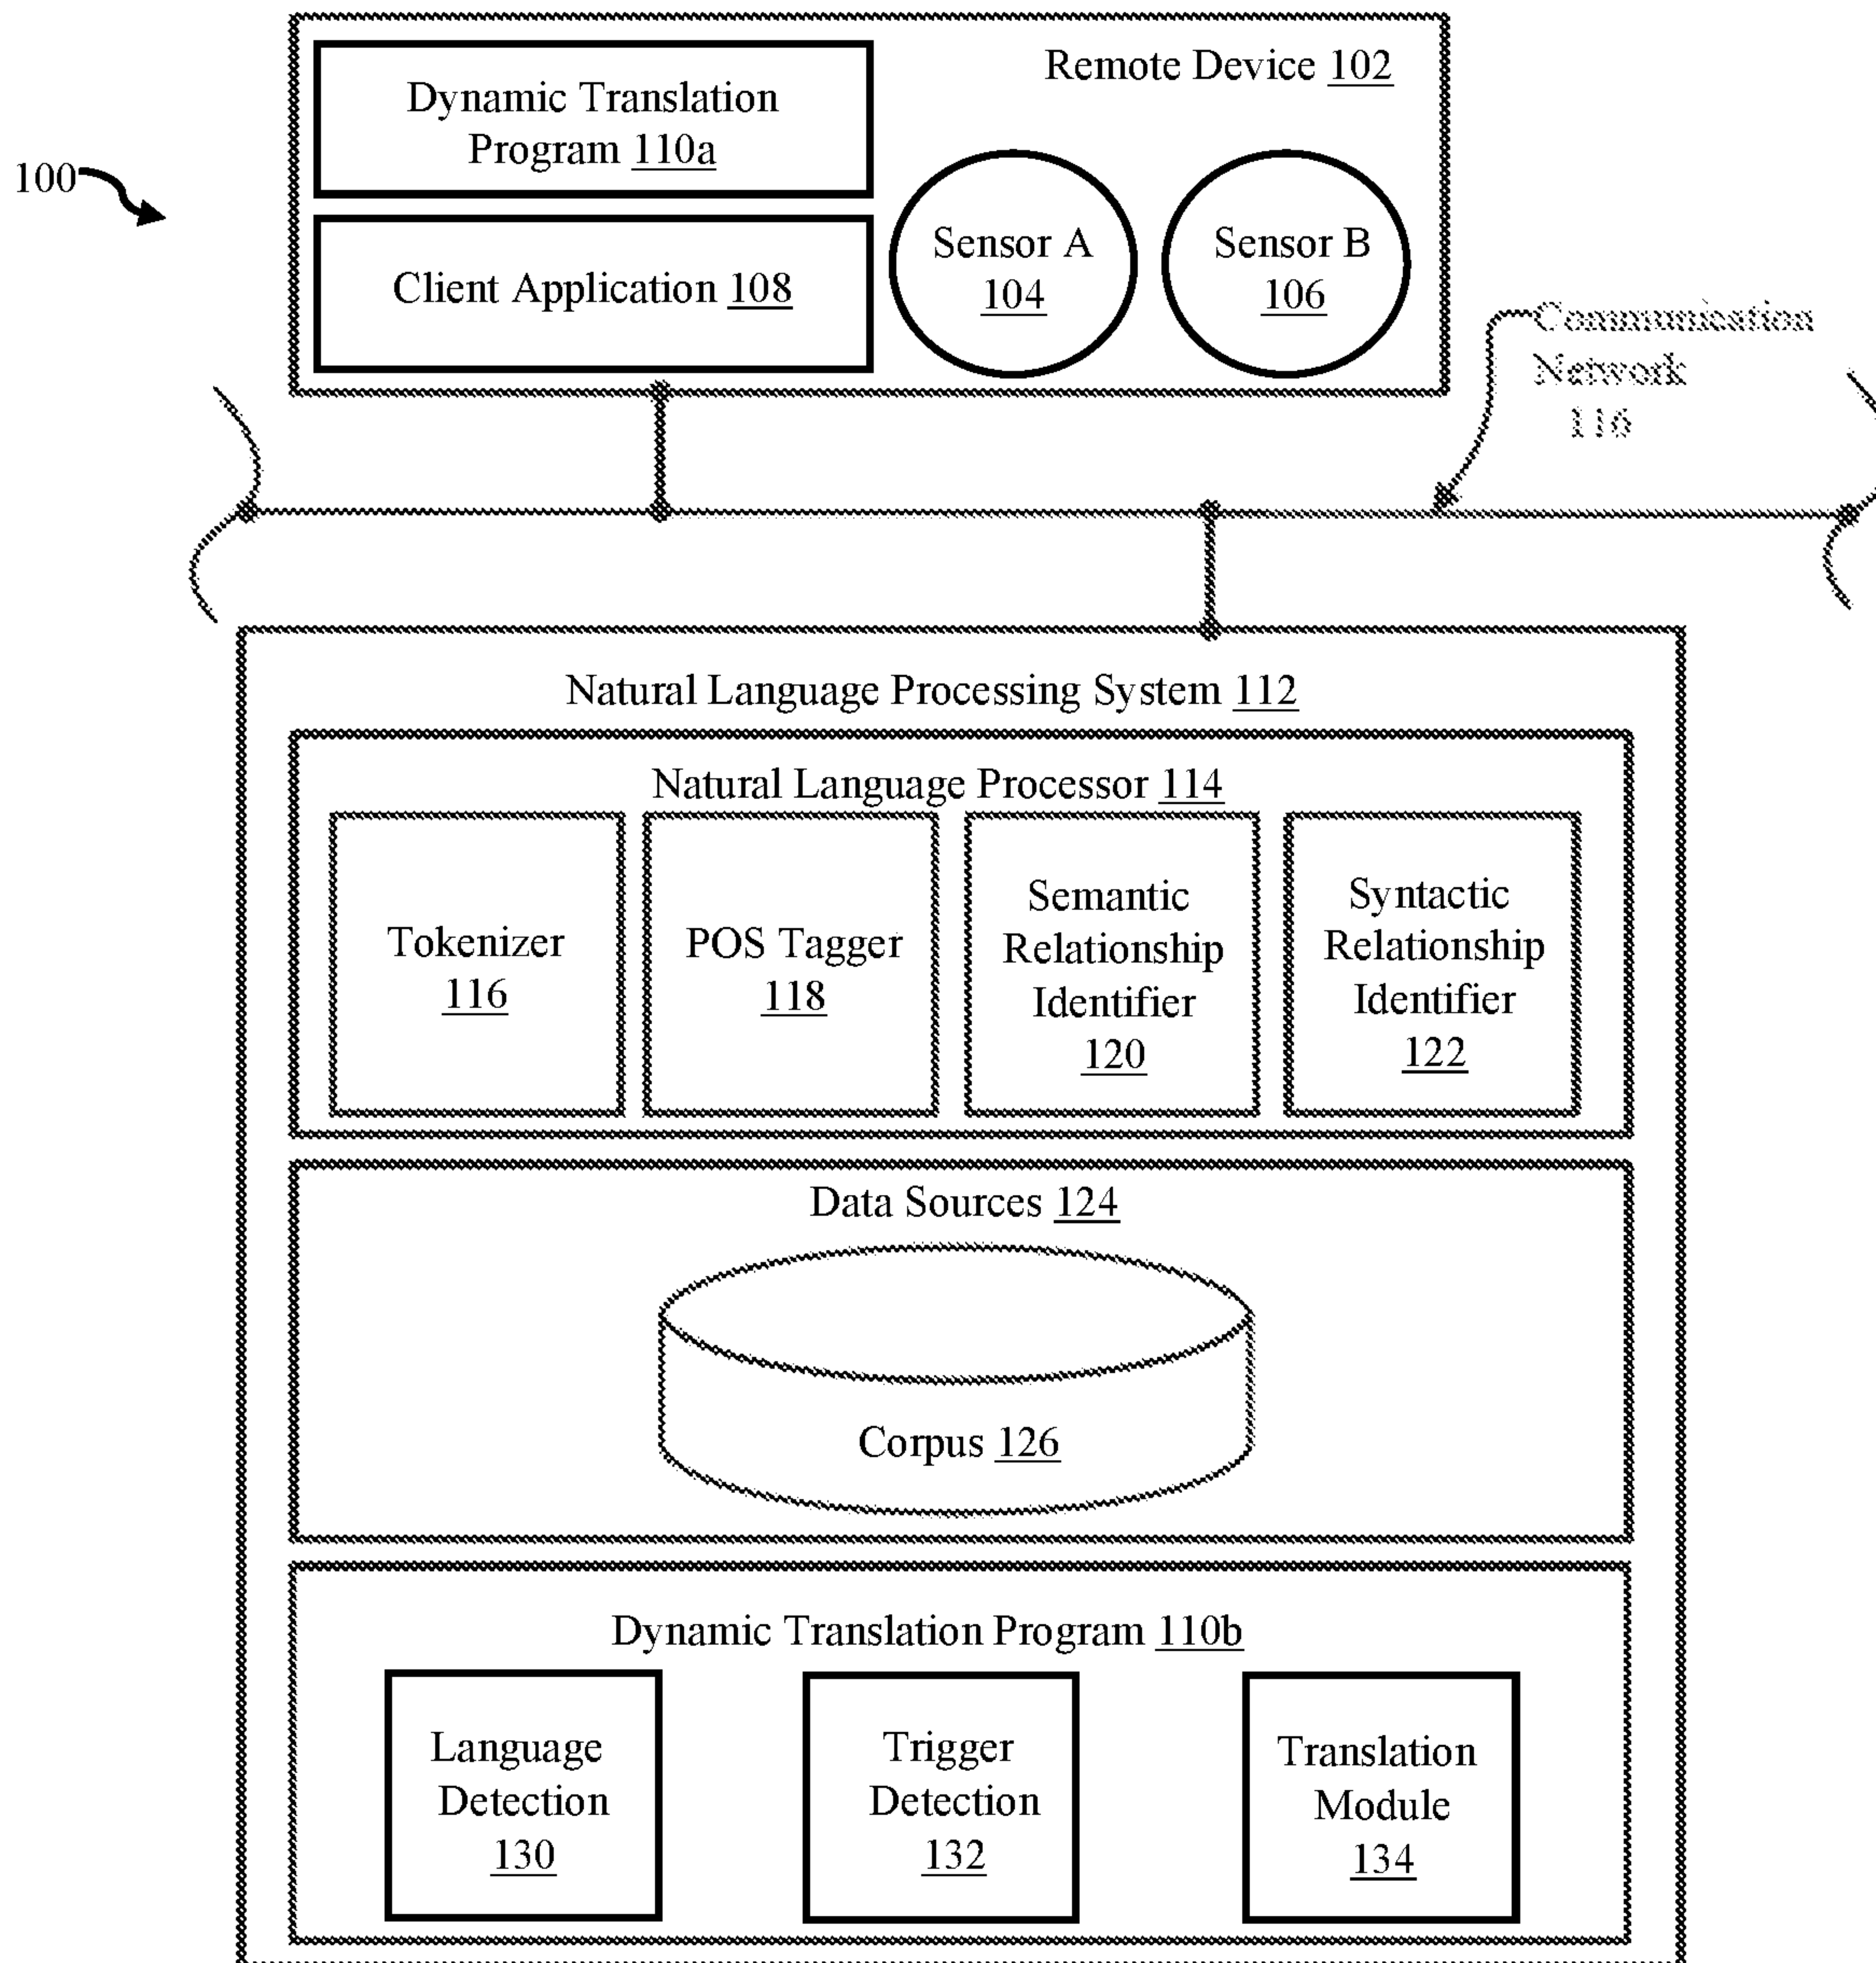 Remote Device 102
Dynamic Translation
Program 110a
100
Client Application 108
Sensor A
104
Sensor B
106
Communication
Network
116
Natural Language Processing System 112
Natural Language Processor 114
Tokenizer
116
POS Tagger
118
Semantic
Relationship
Identifier
120
Syntactic
Relationship
Identifier
122
Data Sources 124
Corpus 126
Dynamic Translation Program 110b
Language
Detection
130
Trigger
Detection
132
Translation
Module
134